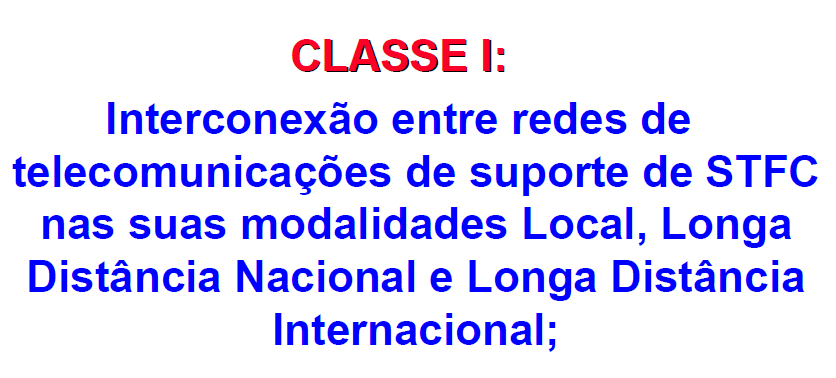 CLASSE I:
Interconexão entre redes de
telecomunicações de suporte de STFC
nas suas modalidades Local, Longa
Distância Nacional e Longa Distância
Internacional;